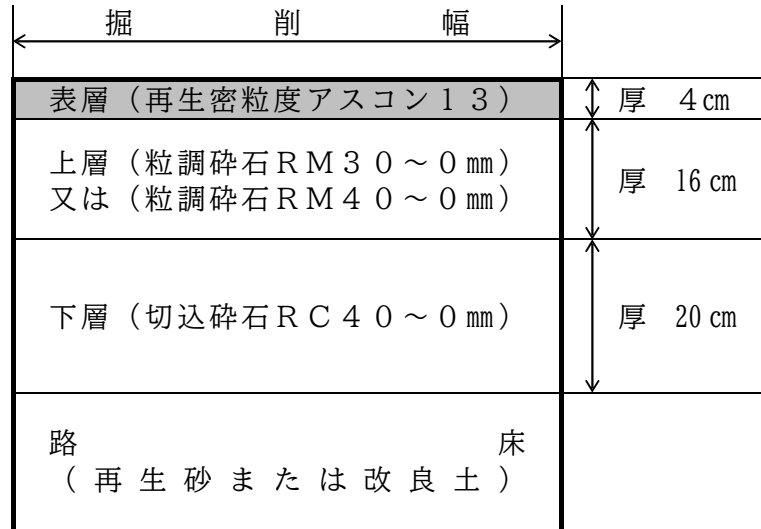 掘　削　幅
表層（再生密粒度アスコン１３）
厚　４㎝
上層（粒調砕石ＲＭ３０～０㎜）
又は（粒調砕石ＲＭ４０～０㎜）
厚　16㎝
下層（切込砕石ＲＣ４０～０㎜）
厚　20㎝
路　床
（再生砂または改良土）